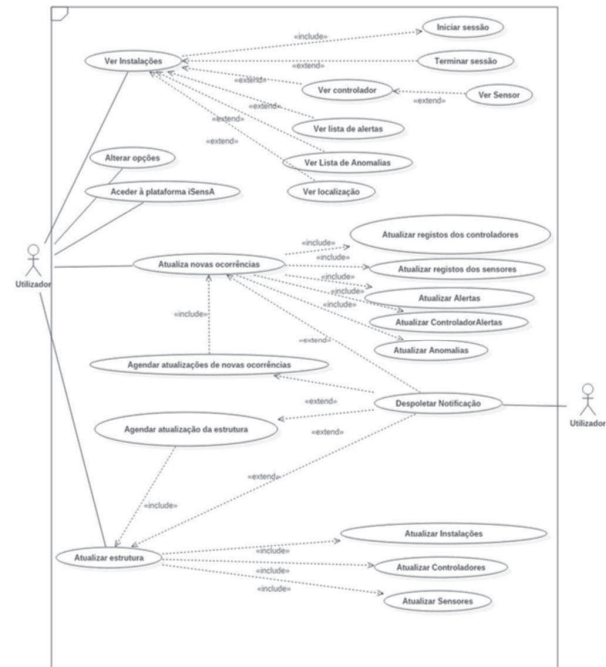 Iniciar sessão
«include»
Ver Instalações
Terminar sessão
«extend»
«extend»
Ver controlador
Ver Sensor
«extend»
«extend»
«extend»
Ver lista de alertas
«extend»
Alterar opções
Ver Lista de Anomalias
Aceder à plataforma iSensA
Ver localização
Atualizar registos dos controladores
«include»
Utilizador
Atualiza novas ocorrências
«include»
Atualizar registos dos sensores
«include»
«include»
Atualizar Alertas
«include»
«include»
Atualizar ControladorAlertas
«extend»
Atualizar Anomalias
Agendar atualizações de novas ocorrências
«extend»
Despoletar Notificação
Utilizador
Agendar atualização da estrutura
«extend»
«extend»
«include»
Atualizar Instalações
Atualizar estrutura
«include»
«include»
Atualizar Controladores
«include»
Atualizar Sensores